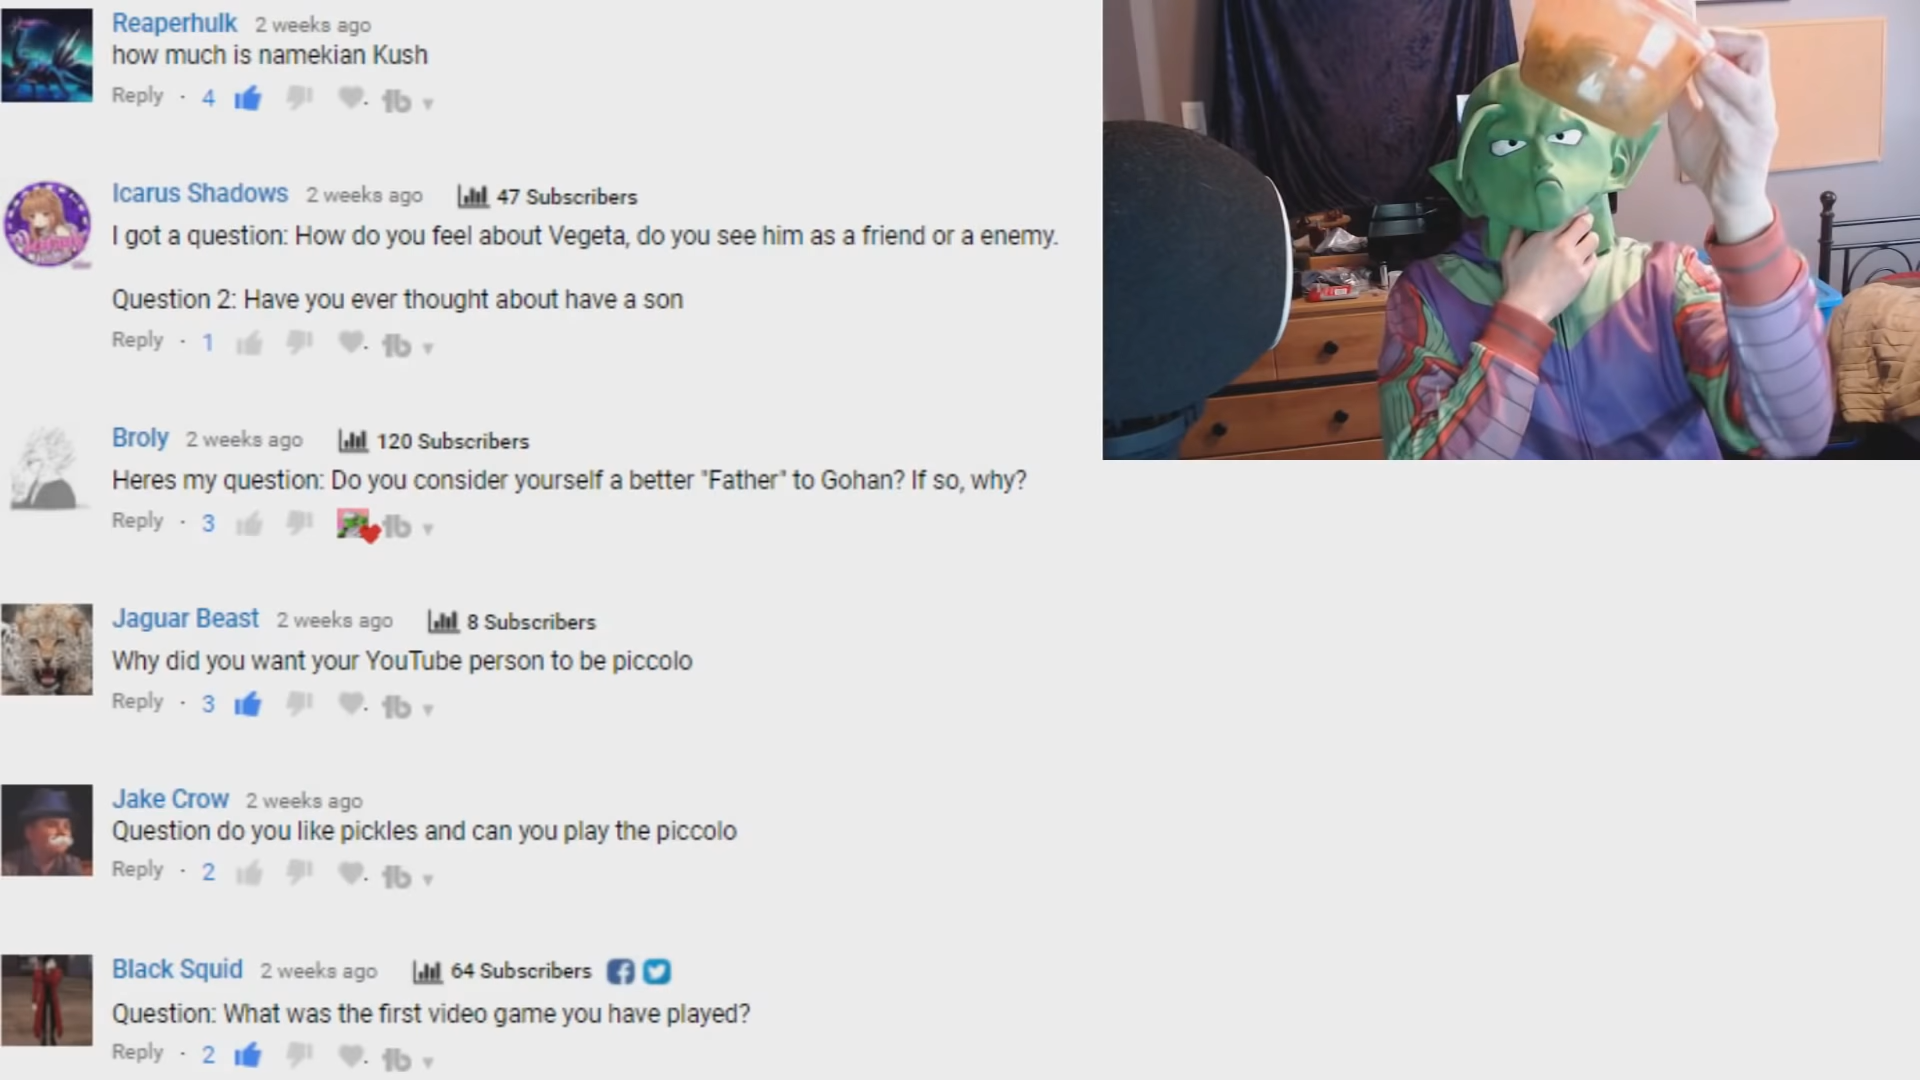 Reaperhulk 2 weeks ago
how much is namekian Kush
Reply · 4
Icarus Shadows 2 weeks ago 47 Subscribers
I got a question: How do you feel about Vegeta, do you see him as a friend or a enemy.
Question 2: Have you ever thought about have a son
Reply · 1
Broly 2 weeks ago 120 Subscribers
Heres my question: Do you consider yourself a better "Father" to Gohan? If so, why?
Reply · 3
Jaguar Beast 2 weeks ago 8 Subscribers
Why did you want your YouTube person to be piccolo
Reply · 3
Jake Crow 2 weeks ago
Question do you like pickles and can you play the piccolo
Reply · 2
Black Squid 2 weeks ago 64 Subscribers
Question: What was the first video game you have played?
Reply · 2